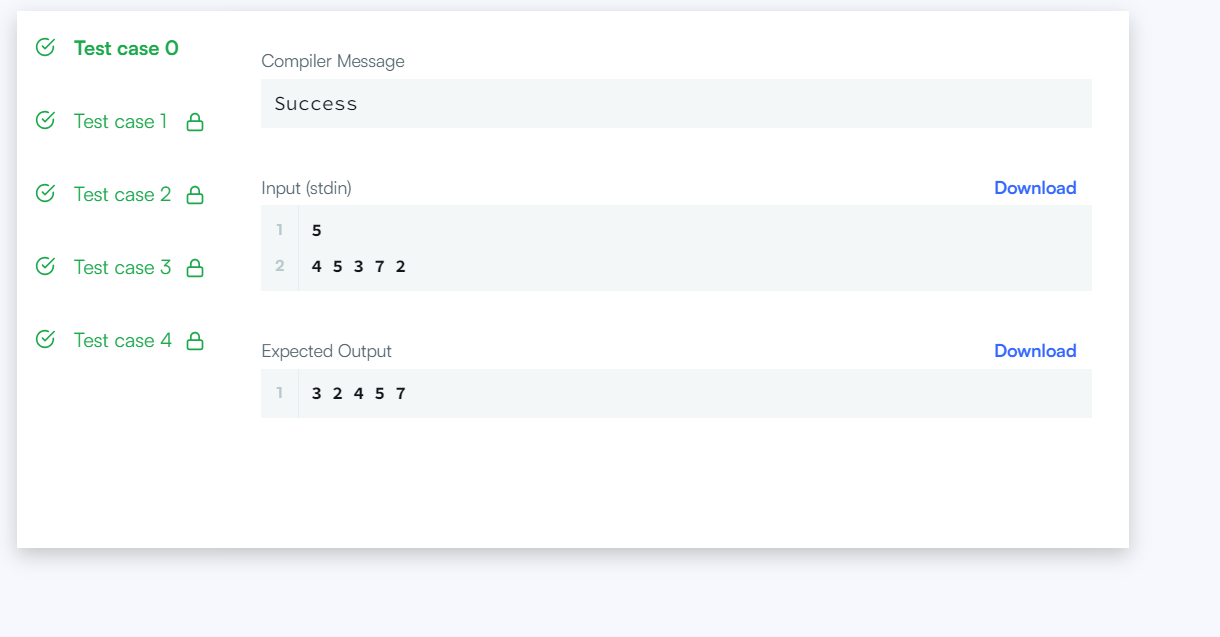 Test case 0
Test case 1
Test case 2
Test case 3
Test case 4
Compiler Message
Success
Input (stdin)
Download
1 5
2 4 5 3 7 2
Expected Output
Download
1 3 2 4 5 7